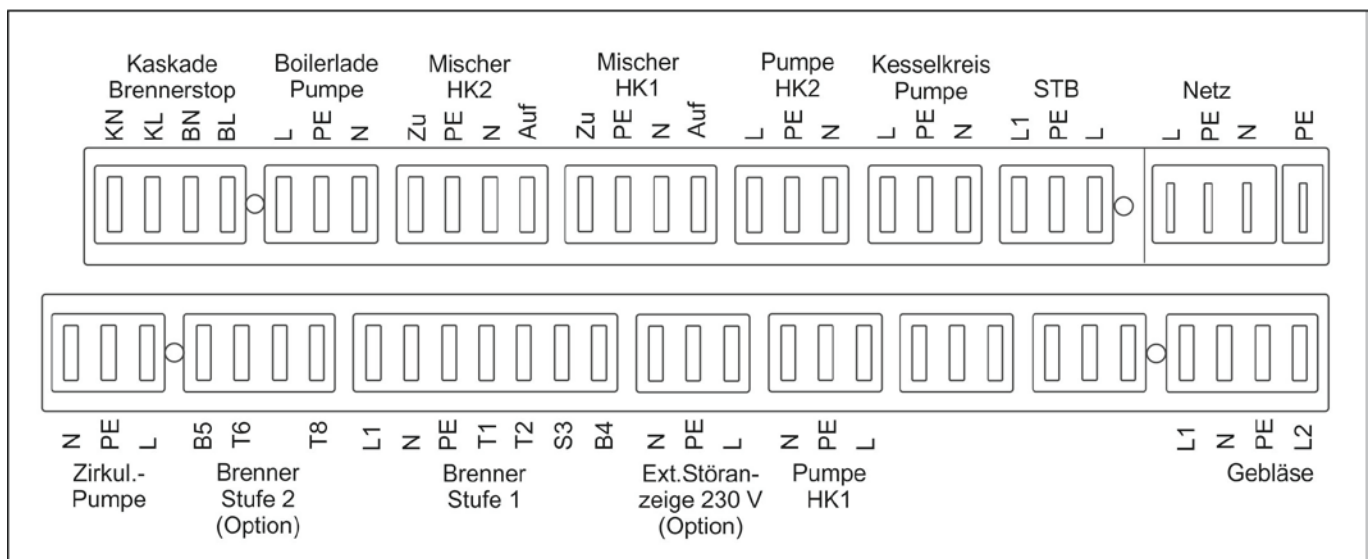 Kaskade
Brennerstop
KN KL BN BL
Boilerlade
Pumpe
L PE N
Mischer
HK2
Zu PE N Auf
Mischer
HK1
Zu PE N Auf
Pumpe
HK2
L PE N
Kesselkreis
Pumpe
L PE N
STB
L1 PE L
Netz
L PE N
PE
N PE L
Zirkul.-
Pumpe
B5 T6 T8
Brenner
Stufe 2
(Option)
L1 N PE T1 T2 S3 B4
Brenner
Stufe 1
N PE L
Ext.Störan-
zeige 230 V
(Option)
N PE L
Pumpe
HK1
L1 N PE L2
Gebläse